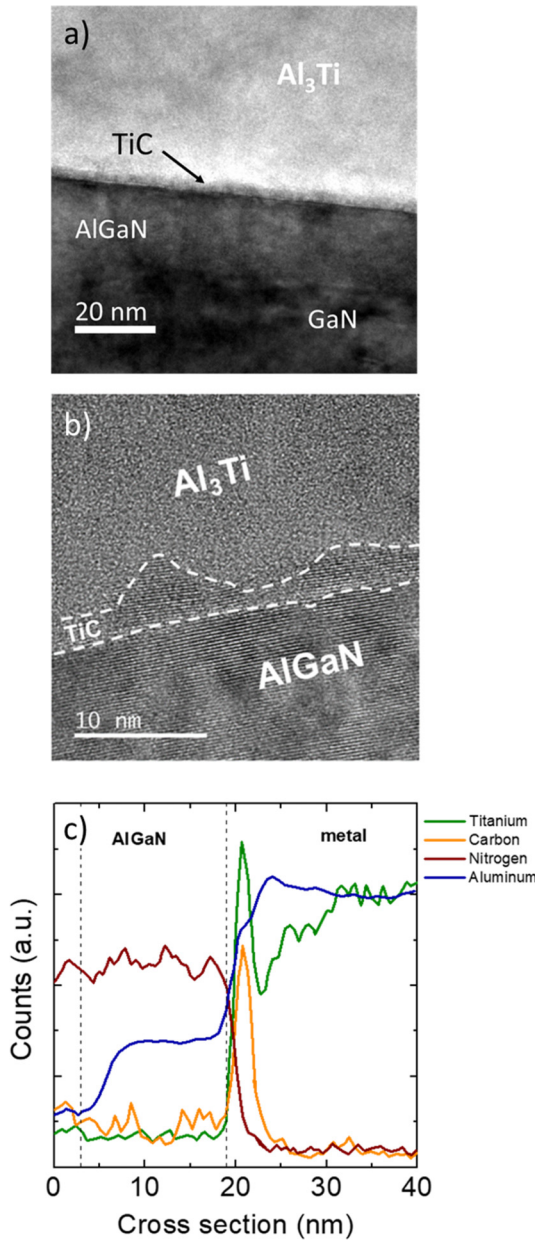 a)
Al₃Ti
TiC
AlGaN
20 nm
GaN
b)
Al₃Ti
TiC
AlGaN
10 nm
c)
AlGaN
metal
Titanium
Carbon
Nitrogen
Aluminum
Counts (a.u.)
0 10 20 30 40
Cross section (nm)